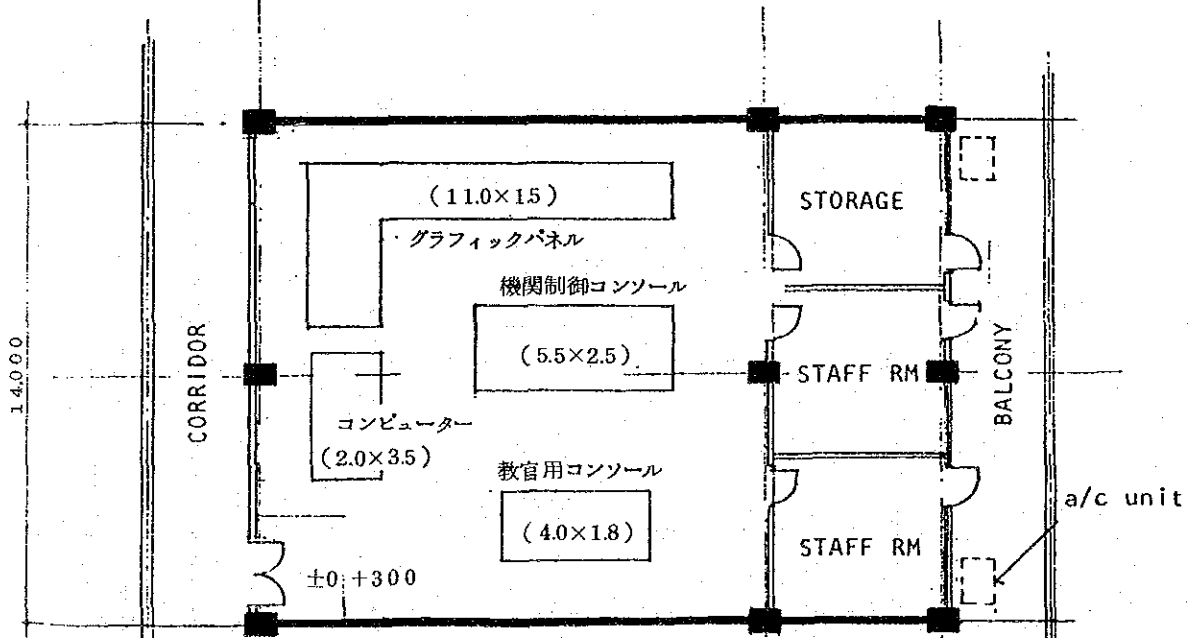 (11.0×1.5)
グラフィックパネル
STORAGE
機関制御コンソール
(5.5×2.5)
14.000
CORRIDOR
STAFF RM
BALCONY
コンピューター
(2.0×3.5)
教官用コンソール
(4.0×1.8)
a/c unit
STAFF RM
±0 +300